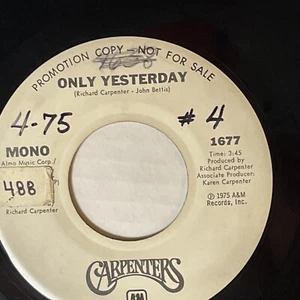 PROMOTION COPY - NOT FOR SALE
ONLY YESTERDAY
(Richard Carpenter - John Bettis)
4-75
#4
MONO
1677
Almo Music Corp./
Time: 3:45
Produced by
Richard Carpenter
Associate Producer:
Karen Carpenter
488
Richard Carpenter
℗ 1975 A&M
Records, Inc.
CARPENTERS
A&M